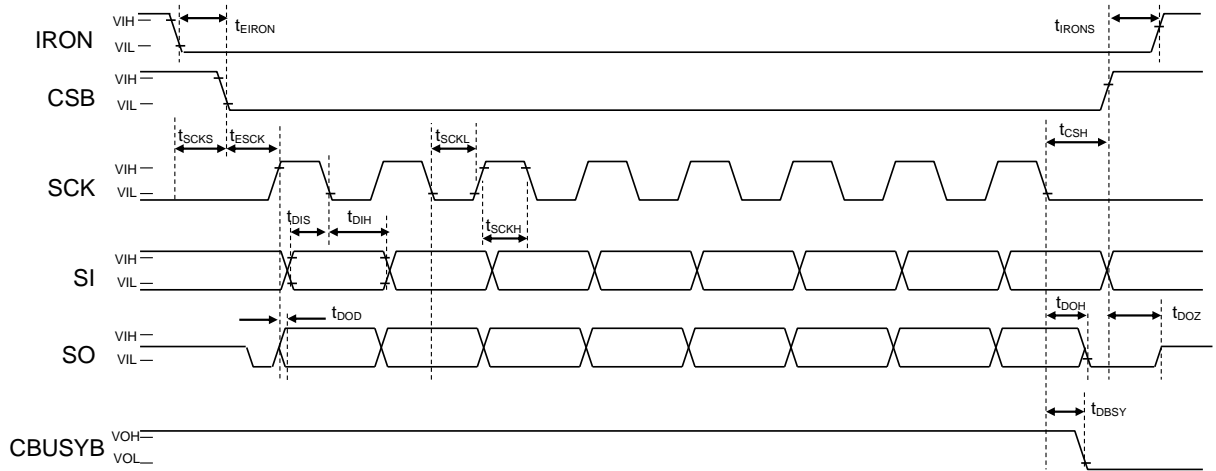 VIH
tEIRON
tIRONS
IRON
VIL
VIH
CSB
VIL
tSCKS
tESCK
tSCKL
tCSH
VIH
SCK
VIL
tDIS
tDIH
tSCKH
VIH
SI
VIL
tDOD
tDOH
tDOZ
VIH
SO
VIL
tDBSY
VOH
CBUSYB
VOL